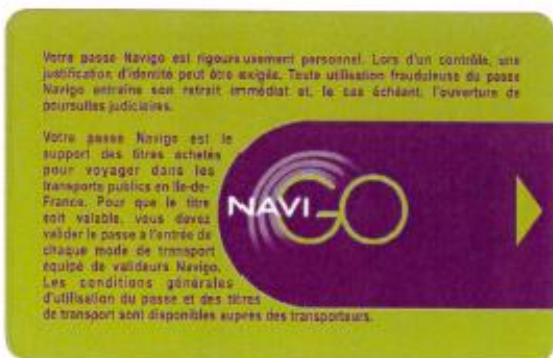 Votre passe Navigo est rigoureusement personnel. Lors d'un contrôle, une
justification d'identité peut être exigée. Toute utilisation frauduleuse du passe
Navigo entraîne son retrait immédiat et, le cas échéant, l'ouverture de
poursuites judiciaires.
Votre passe Navigo est le
support des titres achetés
pour voyager dans les
transports publics en Ile-de-
France. Pour que le titre
soit valable, vous devez
valider le passe à l'entrée de
chaque mode de transport
équipé de valideurs Navigo.
Les conditions générales
d'utilisation du passe et des titres
de transport sont disponibles auprès des transporteurs.
NAVIGO